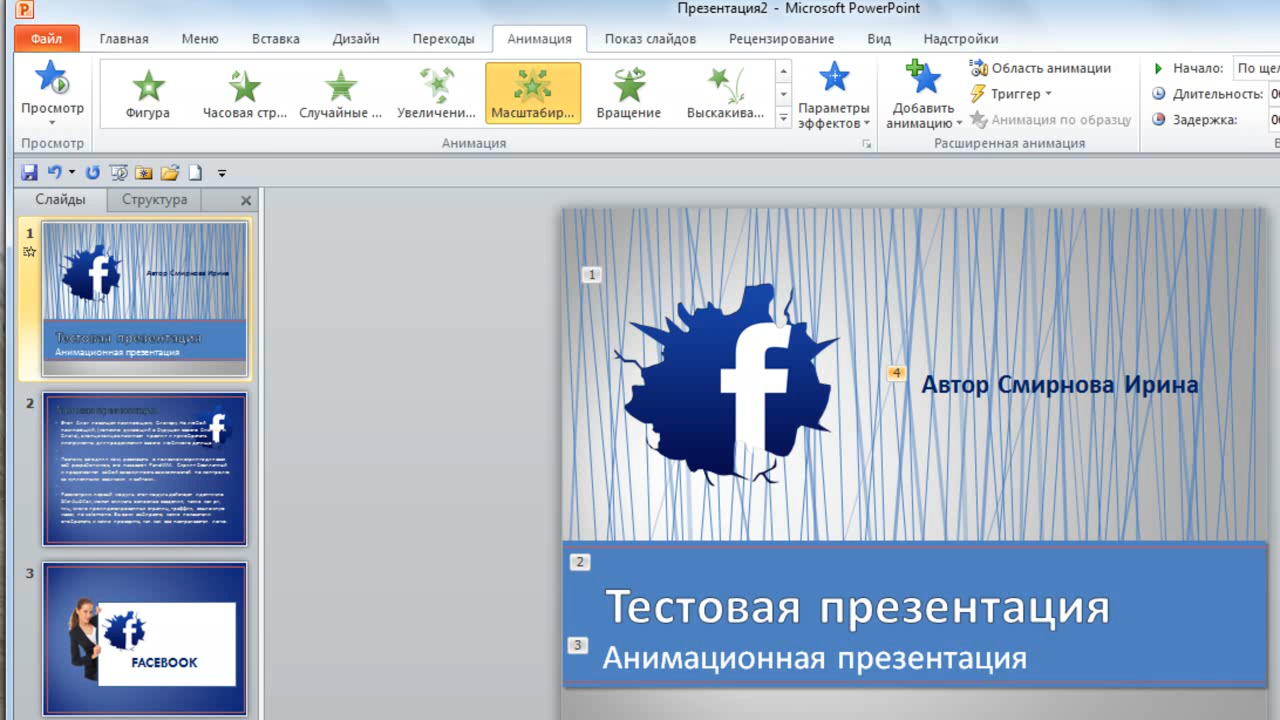 Презентация2 - Microsoft PowerPoint
Файл Главная Меню Вставка Дизайн Переходы Анимация Показ слайдов Рецензирование Вид Надстройки
Просмотр
Фигура Часовая стр... Случайные ... Увеличени... Масштабир... Вращение Выскакива...
Параметры эффектов
Добавить анимацию
Область анимации
Триггер
Анимация по образцу
Начало: По щел
Длительность:
Задержка:
Просмотр Анимация Расширенная анимация
Слайды Структура
1
Автор Смирнова Ирина
Тестовая презентация
Анимационная презентация
2
3
FACEBOOK
1
f
4
Автор Смирнова Ирина
2
Тестовая презентация
3
Анимационная презентация